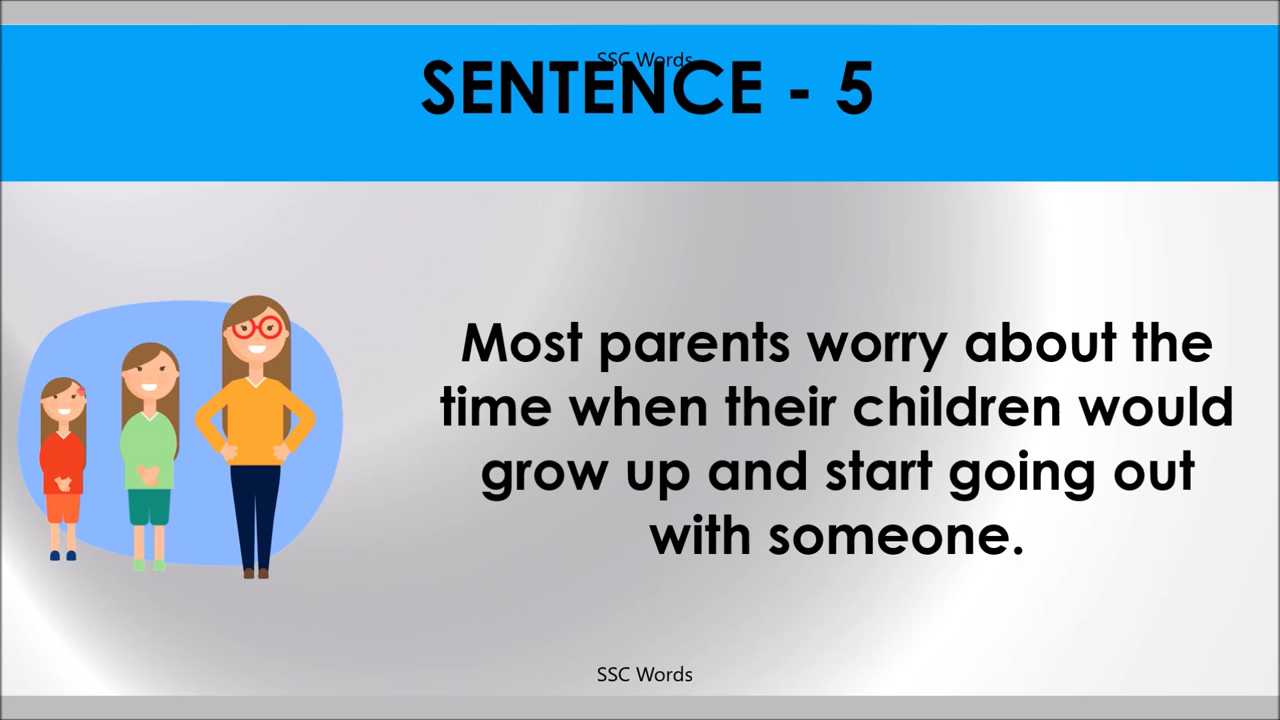 SSC Words
SENTENCE - 5
Most parents worry about the
time when their children would
grow up and start going out
with someone.
SSC Words